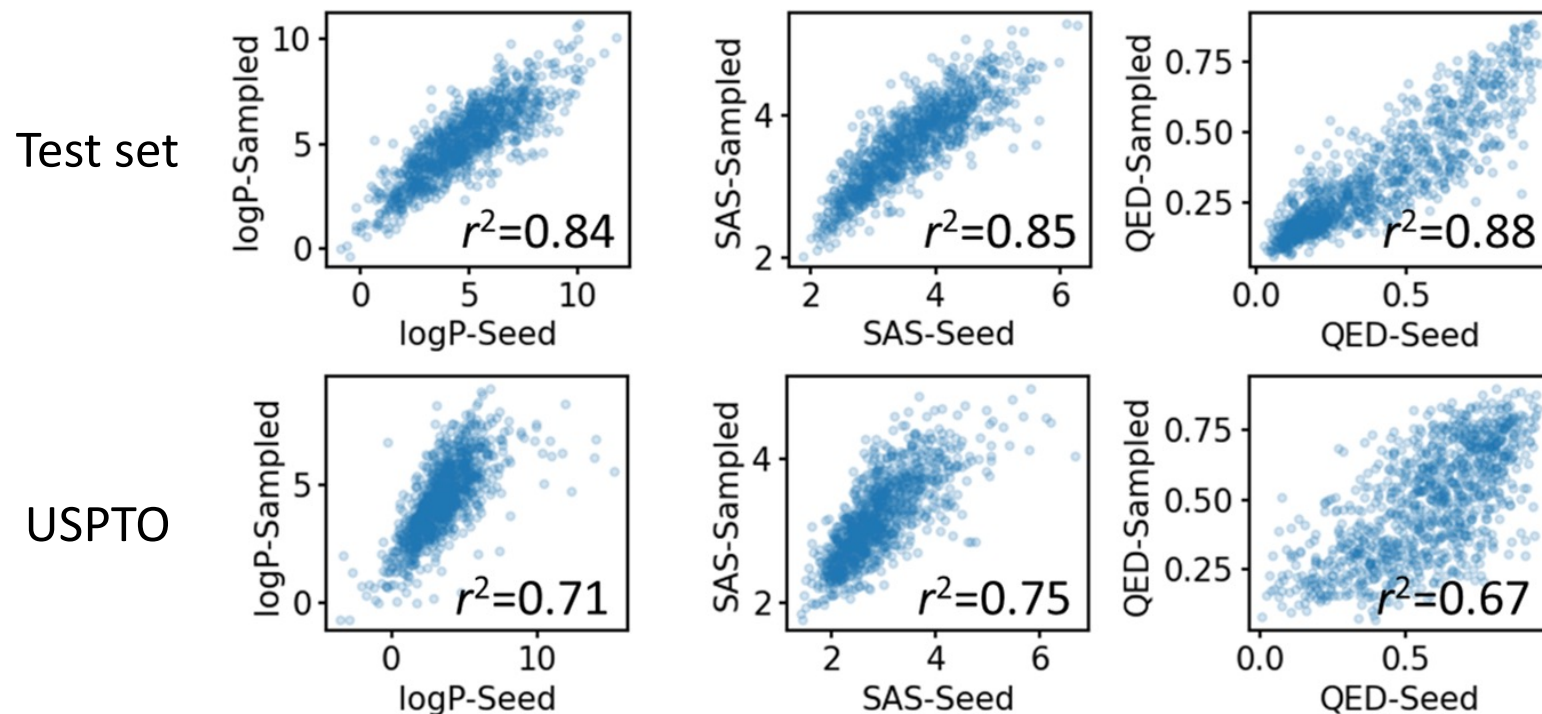 Test set
logP-Sampled
10
5
0
r²=0.84
0 5 10
logP-Seed
SAS-Sampled
4
2
r²=0.85
2 4 6
SAS-Seed
QED-Sampled
0.75
0.50
0.25
r²=0.88
0.0 0.5
QED-Seed
USPTO
logP-Sampled
5
0
r²=0.71
0 10
logP-Seed
SAS-Sampled
4
2
r²=0.75
2 4 6
SAS-Seed
QED-Sampled
0.75
0.50
0.25
r²=0.67
0.0 0.5
QED-Seed